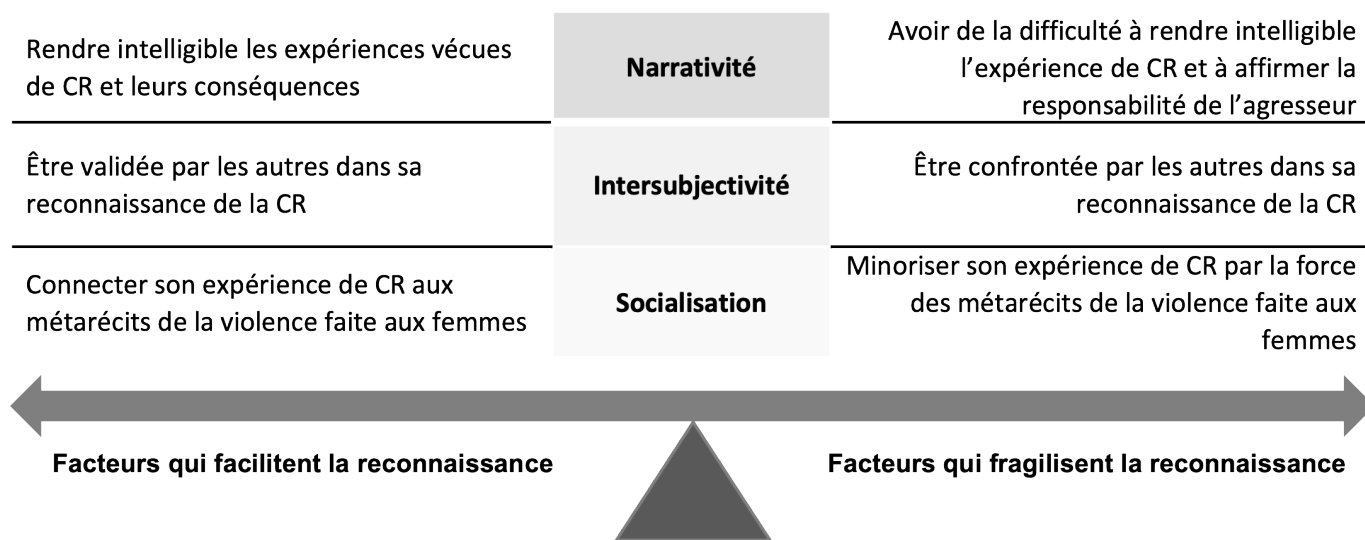 Rendre intelligible les expériences vécues
de CR et leurs conséquences
Narrativité
Avoir de la difficulté à rendre intelligible
l’expérience de CR et à affirmer la
responsabilité de l’agresseur
Être validée par les autres dans sa
reconnaissance de la CR
Intersubjectivité
Être confrontée par les autres dans sa
reconnaissance de la CR
Connecter son expérience de CR aux
métarécits de la violence faite aux femmes
Socialisation
Minoriser son expérience de CR par la force
des métarécits de la violence faite aux
femmes
Facteurs qui facilitent la reconnaissance
Facteurs qui fragilisent la reconnaissance